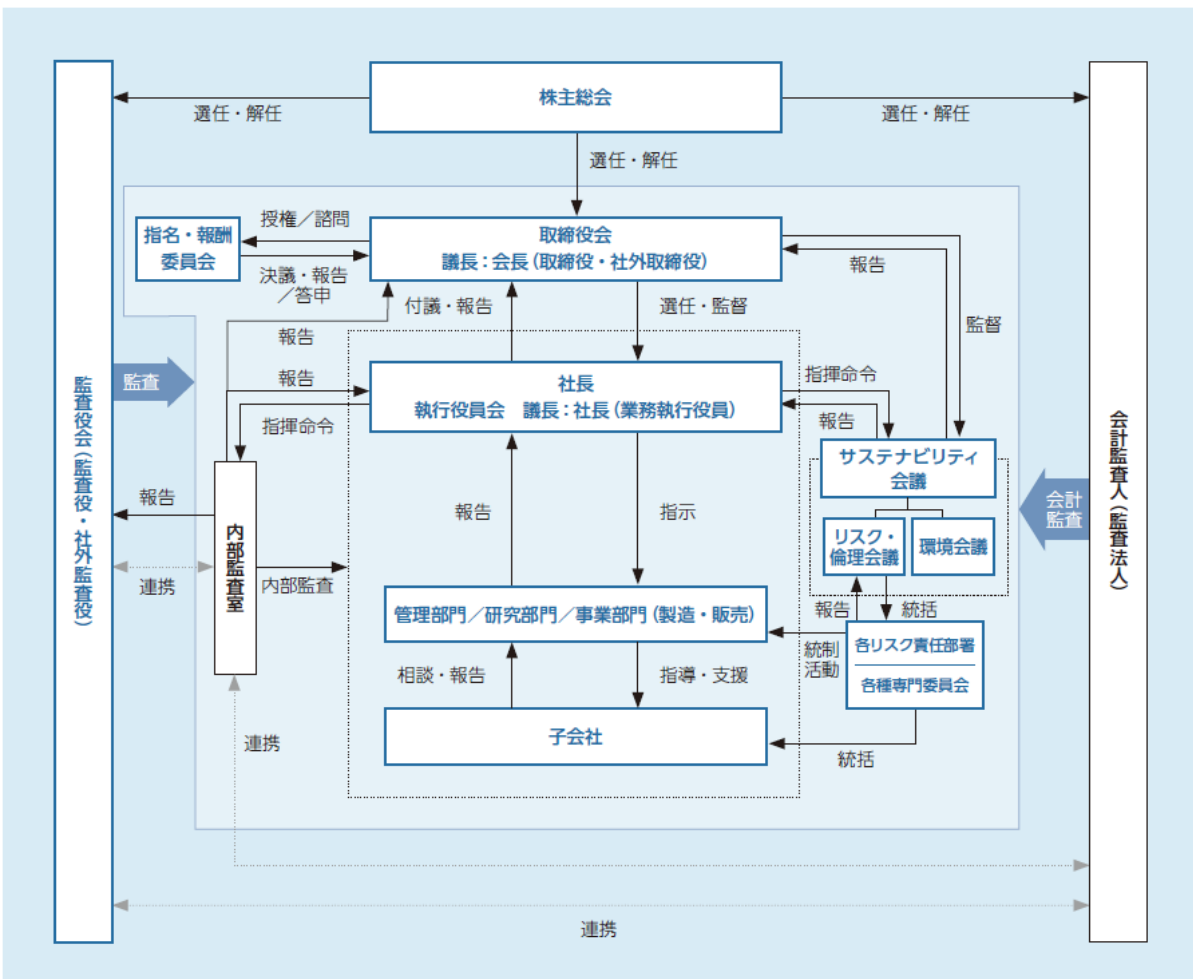 株主総会
選任・解任
選任・解任
選任・解任
指名・報酬
委員会
授権／諮問
決議・報告
／答申
取締役会
議長：会長（取締役・社外取締役）
報告
監督
報告
付議・報告
選任・監督
監査
報告
指揮命令
社長
執行役員会　議長：社長（業務執行役員）
指揮命令
報告
監査役会（監査役・社外監査役）
会計監査人（監査法人）
サステナビリティ
会議
リスク・
倫理会議
環境会議
会計
監査
報告
連携
内部監査室
内部監査
報告
指示
管理部門／研究部門／事業部門（製造・販売）
報告
統括
統制
活動
各リスク責任部署
各種専門委員会
相談・報告
指導・支援
子会社
統括
連携
連携